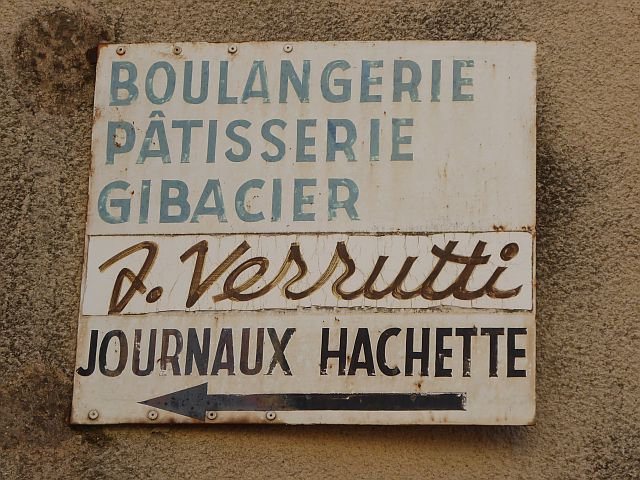 BOULANGERIE
PÂTISSERIE
GIBACIER
J. Verrutti
JOURNAUX HACHETTE